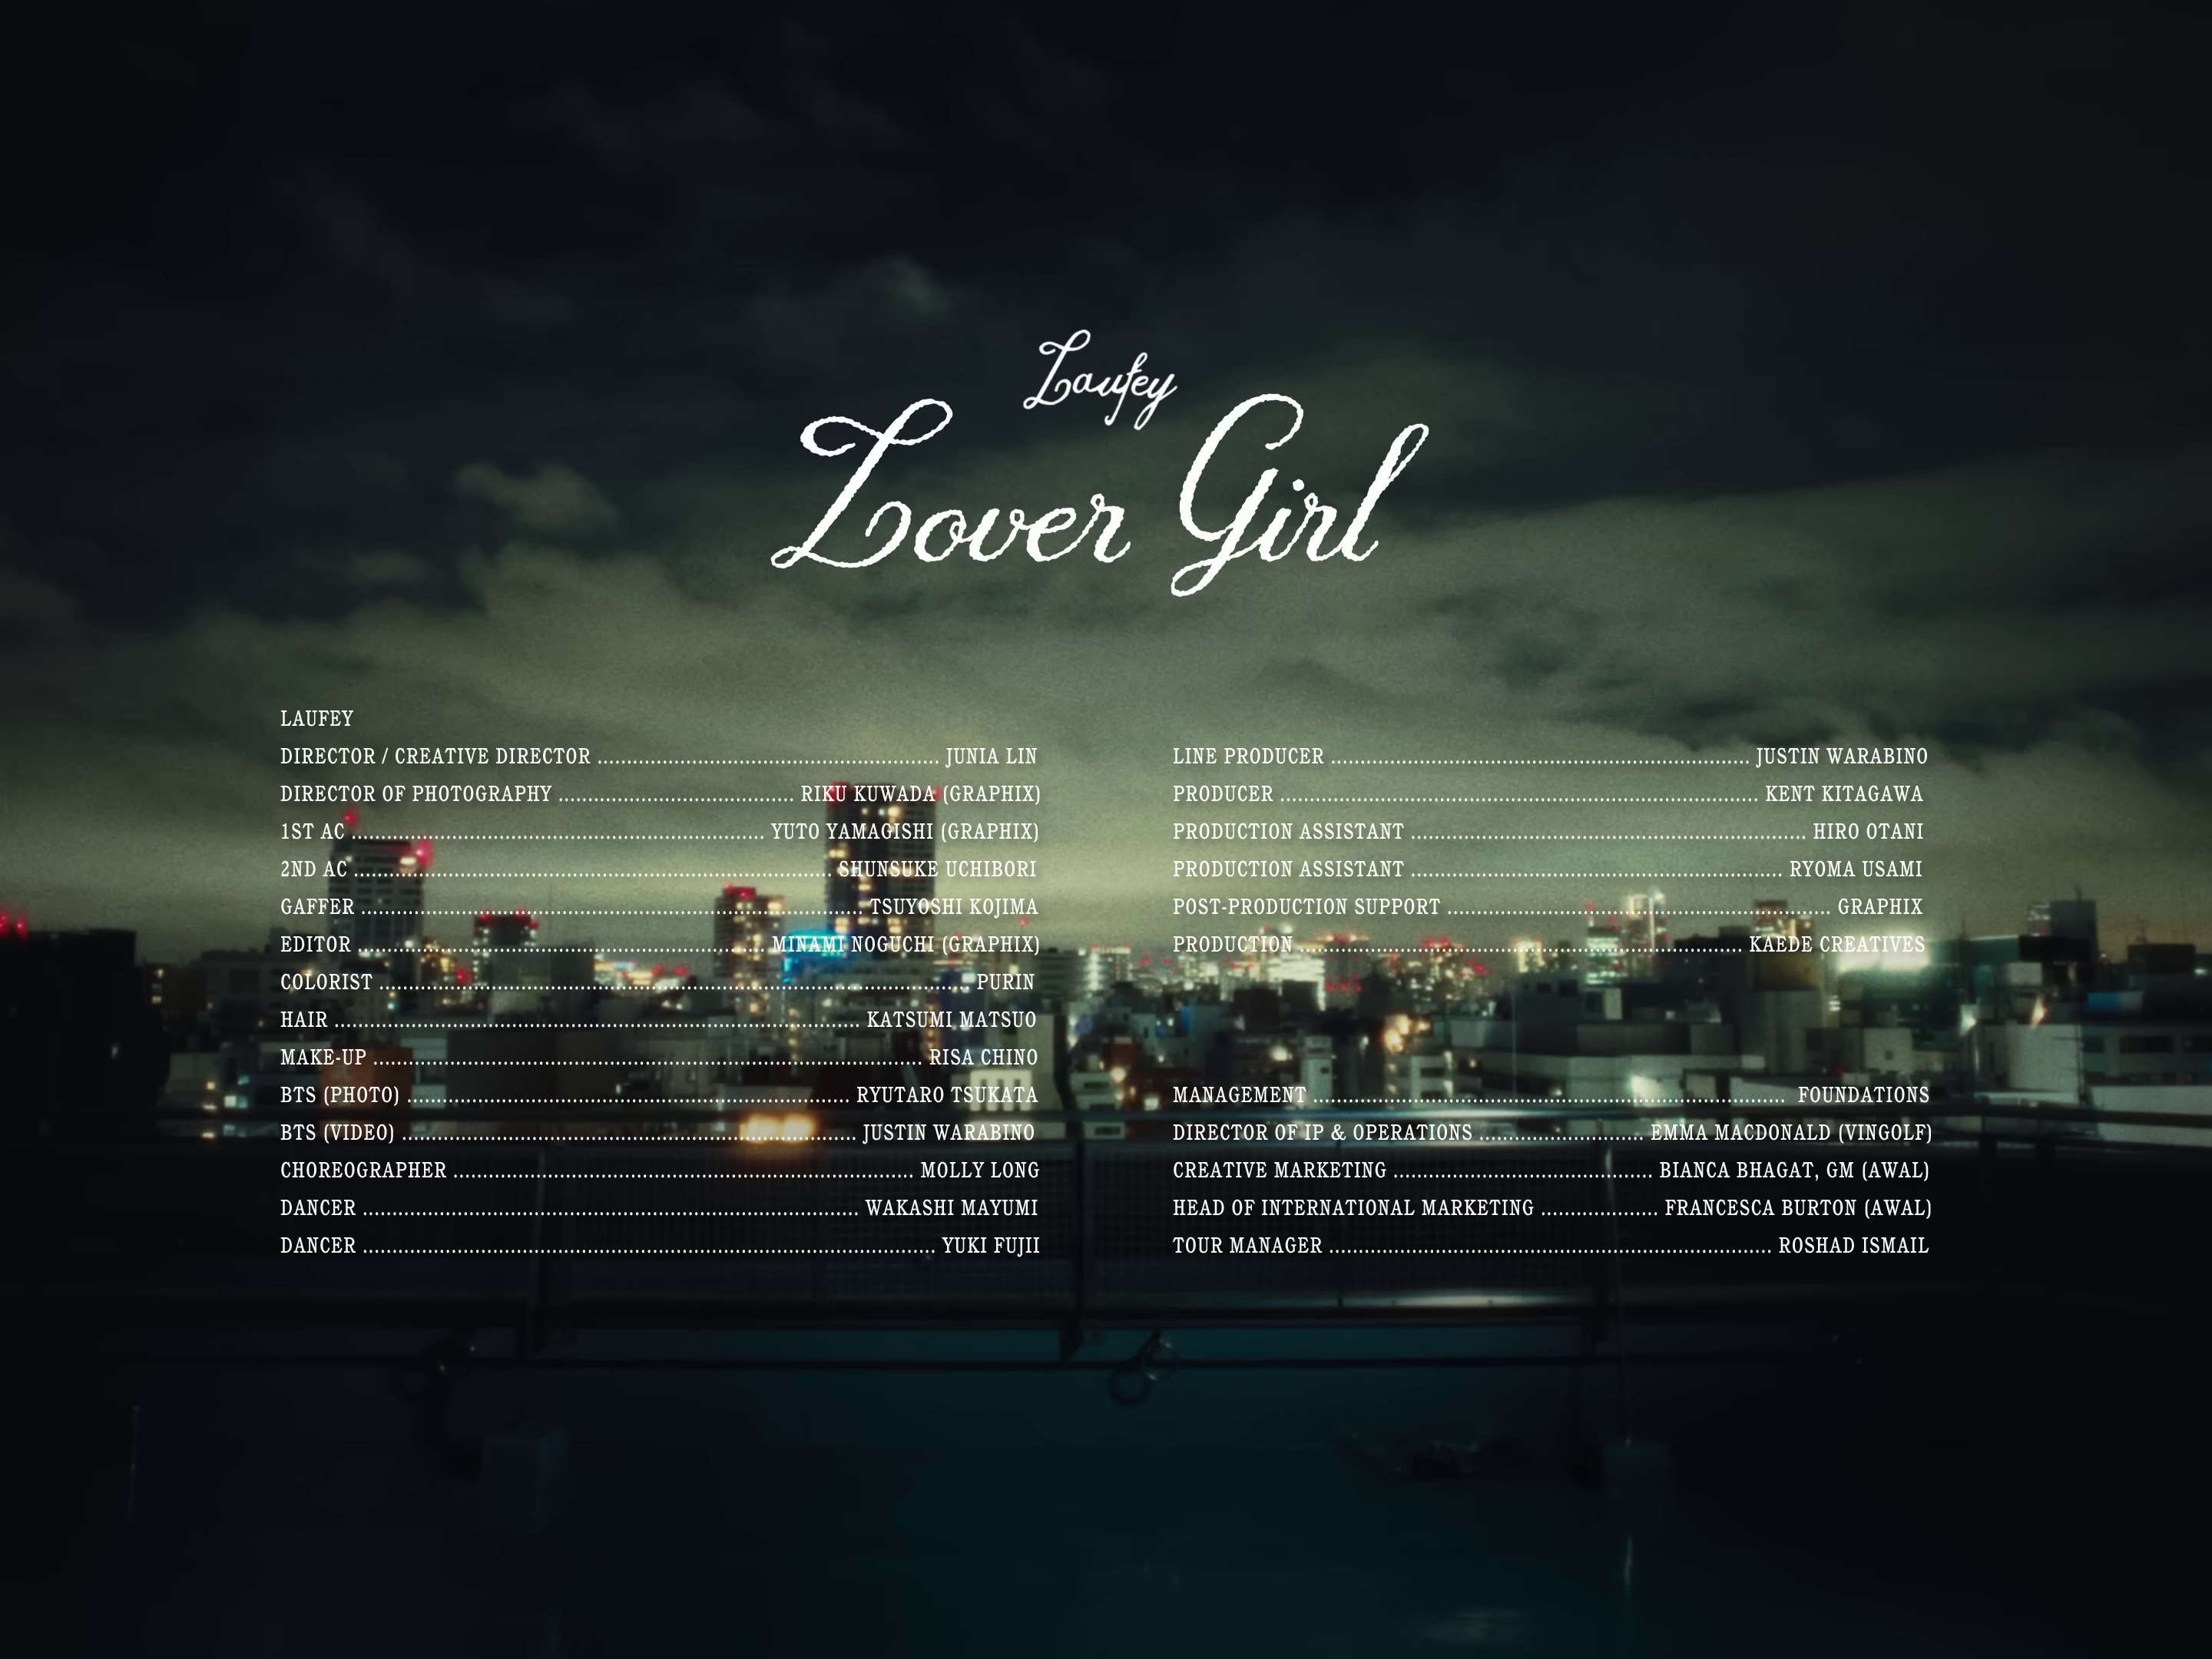 Laufey
Lover Girl
LAUFEY
DIRECTOR / CREATIVE DIRECTOR ................................................ JUNIA LIN
DIRECTOR OF PHOTOGRAPHY ................................. RIKU KUWADA (GRAPHIX)
1ST AC .......................................................... YUTO YAMAGISHI (GRAPHIX)
2ND AC ................................................................... SHUNSUKE UCHIBORI
GAFFER ...................................................................... TSUYOSHI KOJIMA
EDITOR ......................................................... MINAMI NOGUCHI (GRAPHIX)
COLORIST ................................................................................... PURIN
HAIR .......................................................................... KATSUMI MATSUO
MAKE-UP ............................................................................. RISA CHINO
BTS (PHOTO) .............................................................. RYUTARO TSUKATA
BTS (VIDEO) ................................................................ JUSTIN WARABINO
CHOREOGRAPHER ................................................................. MOLLY LONG
DANCER ...................................................................... WAKASHI MAYUMI
DANCER ................................................................................ YUKI FUJII
LINE PRODUCER ........................................................... JUSTIN WARABINO
PRODUCER ................................................................... KENT KITAGAWA
PRODUCTION ASSISTANT ........................................................ HIRO OTANI
PRODUCTION ASSISTANT .................................................... RYOMA USAMI
POST-PRODUCTION SUPPORT ...................................................... GRAPHIX
PRODUCTION .............................................................. KAEDE CREATIVES
MANAGEMENT .................................................................. FOUNDATIONS
DIRECTOR OF IP & OPERATIONS ....................... EMMA MACDONALD (VINGOLF)
CREATIVE MARKETING .................................... BIANCA BHAGAT, GM (AWAL)
HEAD OF INTERNATIONAL MARKETING ................. FRANCESCA BURTON (AWAL)
TOUR MANAGER .............................................................. ROSHAD ISMAIL